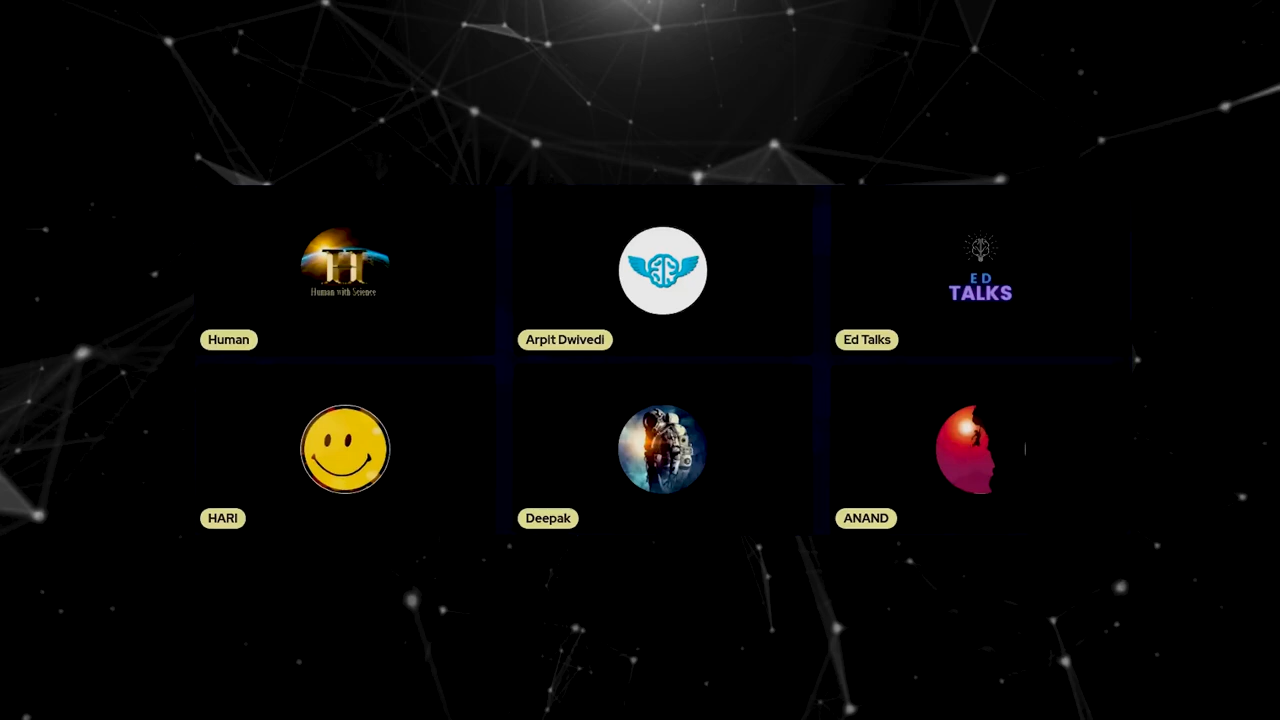 H
Human with Science
ED
TALKS
Human
Arpit Dwivedi
Ed Talks
HARI
Deepak
ANAND